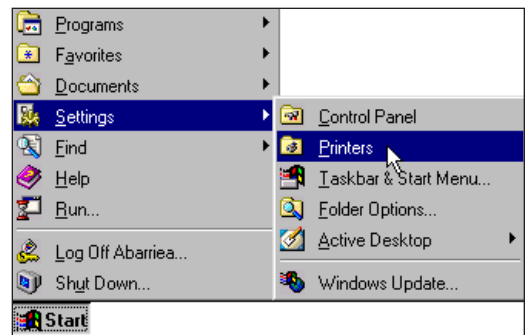 Programs
Favorites
Documents
Settings
Find
Help
Run...
Log Off Abarriea...
Shut Down...
Start
Control Panel
Printers
Taskbar & Start Menu...
Folder Options...
Active Desktop
Windows Update...